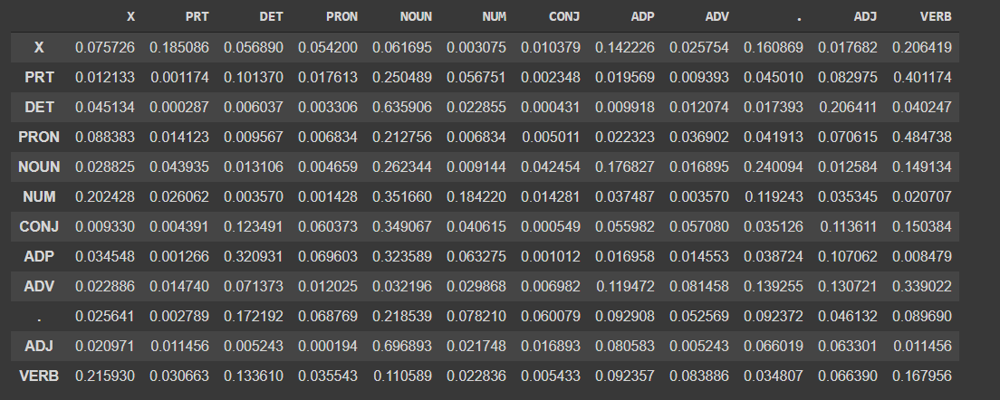 X PRT DET PRON NOUN NUM CONJ ADP ADV . ADJ VERB
X 0.075726 0.185086 0.056890 0.054200 0.061695 0.003075 0.010379 0.142226 0.025754 0.160869 0.017682 0.206419
PRT 0.012133 0.001174 0.101370 0.017613 0.250489 0.056751 0.002348 0.019569 0.009393 0.045010 0.082975 0.401174
DET 0.045134 0.000287 0.006037 0.003306 0.635906 0.022855 0.000431 0.009918 0.012074 0.017393 0.206411 0.040247
PRON 0.088383 0.014123 0.009567 0.006834 0.212756 0.006834 0.005011 0.022323 0.036902 0.041913 0.070615 0.484738
NOUN 0.028825 0.043935 0.013106 0.004659 0.262344 0.009144 0.042454 0.176827 0.016895 0.240094 0.012584 0.149134
NUM 0.202428 0.026062 0.003570 0.001428 0.351660 0.184220 0.014281 0.037487 0.003570 0.119243 0.035345 0.020707
CONJ 0.009330 0.004391 0.123491 0.060373 0.349067 0.040615 0.000549 0.055982 0.057080 0.035126 0.113611 0.150384
ADP 0.034548 0.001266 0.320931 0.069603 0.323589 0.063275 0.001012 0.016958 0.014553 0.038724 0.107062 0.008479
ADV 0.022886 0.014740 0.071373 0.012025 0.032196 0.029868 0.006982 0.119472 0.081458 0.139255 0.130721 0.339022
. 0.025641 0.002789 0.172192 0.068769 0.218539 0.078210 0.060079 0.092908 0.052569 0.092372 0.046132 0.089690
ADJ 0.020971 0.011456 0.005243 0.000194 0.696893 0.021748 0.016893 0.080583 0.005243 0.066019 0.063301 0.011456
VERB 0.215930 0.030663 0.133610 0.035543 0.110589 0.022836 0.005433 0.092357 0.083886 0.034807 0.066390 0.167956